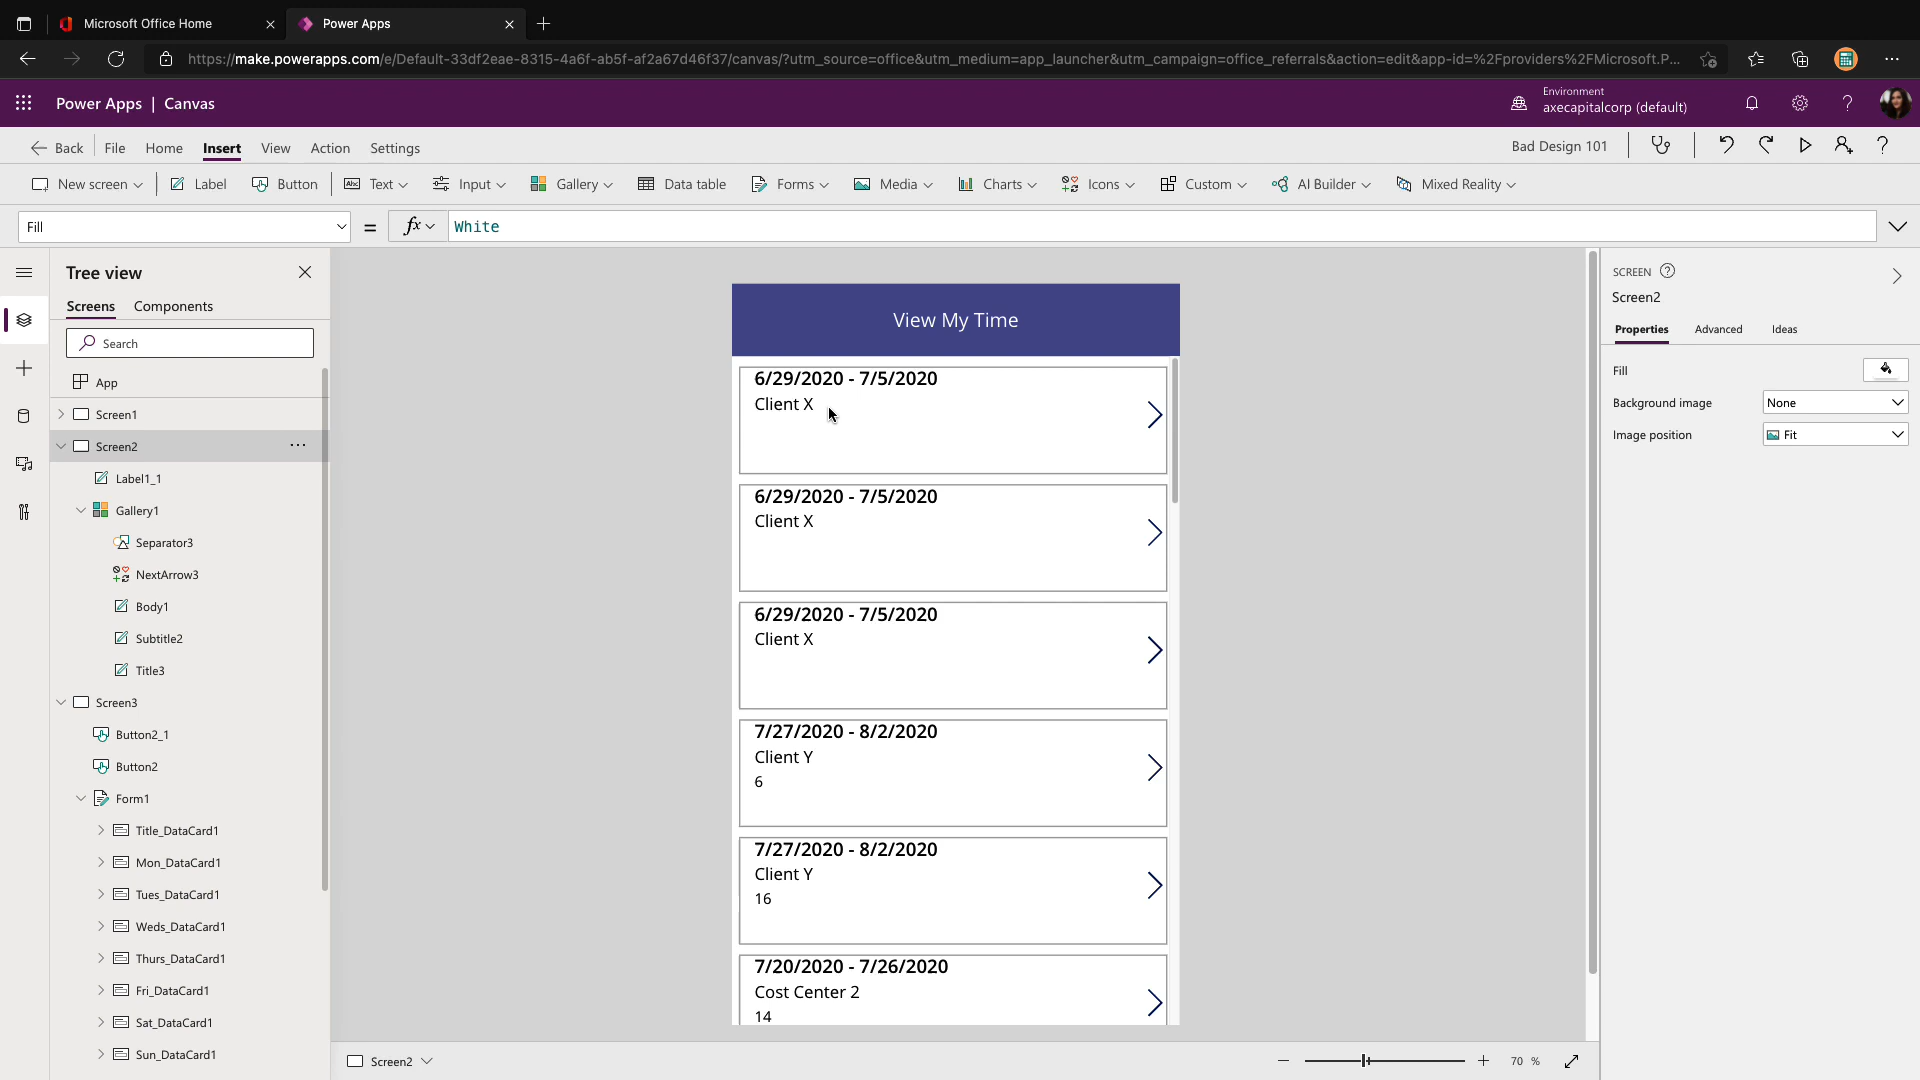 Microsoft Office Home
Power Apps
https://make.powerapps.com/e/Default-33df2eae-8315-4a6f-ab5f-af2a67d46f37/canvas/?utm_source=office&utm_medium=app_launcher&utm_campaign=office_referrals&action=edit&app-id=%2Fproviders%2FMicrosoft.P...
Power Apps | Canvas
Environment
axecapitalcorp (default)
Back
File
Home
Insert
View
Action
Settings
Bad Design 101
New screen
Label
Button
Abc
Text
Input
Gallery
Data table
Forms
Media
Charts
Icons
Custom
AI Builder
Mixed Reality
Fill
=
fx
White
Tree view
Screens
Components
Search
App
Screen1
Screen2
...
Label1_1
Gallery1
Separator3
NextArrow3
Body1
Subtitle2
Title3
Screen3
Button2_1
Button2
Form1
Title_DataCard1
Mon_DataCard1
Tues_DataCard1
Weds_DataCard1
Thurs_DataCard1
Fri_DataCard1
Sat_DataCard1
Sun_DataCard1
View My Time
6/29/2020 - 7/5/2020
Client X
6/29/2020 - 7/5/2020
Client X
6/29/2020 - 7/5/2020
Client X
7/27/2020 - 8/2/2020
Client Y
6
7/27/2020 - 8/2/2020
Client Y
16
7/20/2020 - 7/26/2020
Cost Center 2
14
Screen2
70 %
SCREEN
Screen2
Properties
Advanced
Ideas
Fill
Background image
None
Image position
Fit